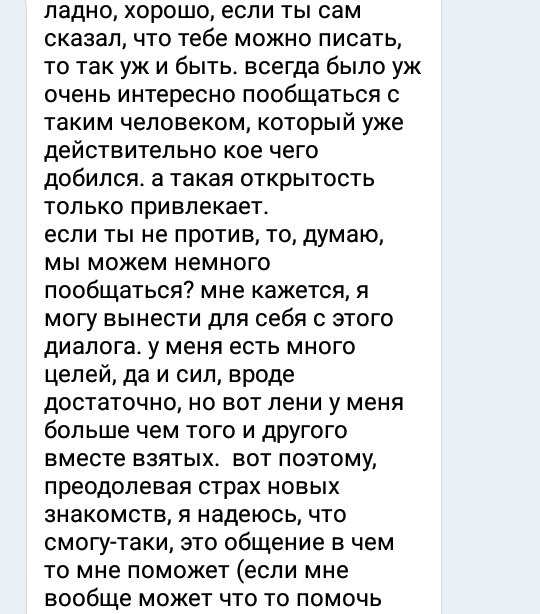 ладно, хорошо, если ты сам
сказал, что тебе можно писать,
то так уж и быть. всегда было уж
очень интересно пообщаться с
таким человеком, который уже
действительно кое чего
добился. а такая открытость
только привлекает.
если ты не против, то, думаю,
мы можем немного
пообщаться? мне кажется, я
могу вынести для себя с этого
диалога. у меня есть много
целей, да и сил, вроде
достаточно, но вот лени у меня
больше чем того и другого
вместе взятых.  вот поэтому,
преодолевая страх новых
знакомств, я надеюсь, что
смогу-таки, это общение в чем
то мне поможет (если мне
вообще может что то помочь